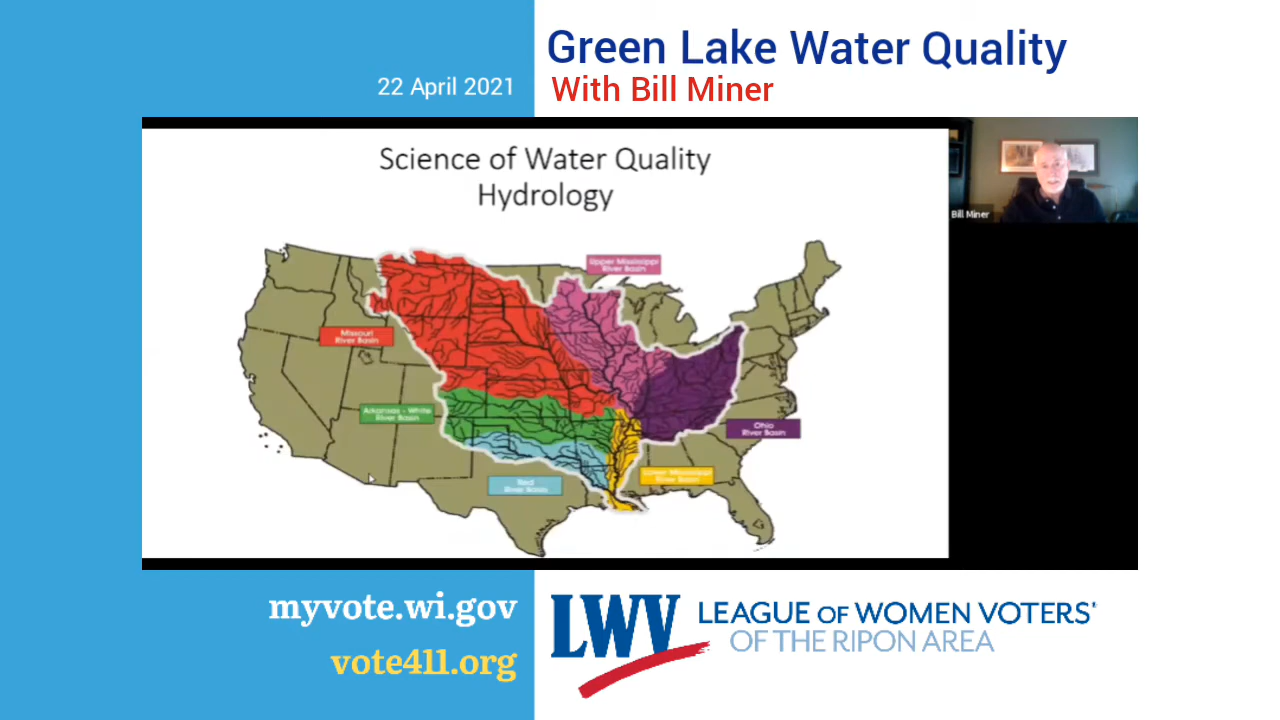 Green Lake Water Quality
22 April 2021
With Bill Miner
Science of Water Quality
Hydrology
Bill Miner
Upper Mississippi
River Basin
Missouri
River Basin
Arkansas - White
River Basin
Ohio
River Basin
Lower Mississippi
River Basin
Red
River Basin
myvote.wi.gov
LWV
LEAGUE OF WOMEN VOTERS'
OF THE RIPON AREA
vote411.org